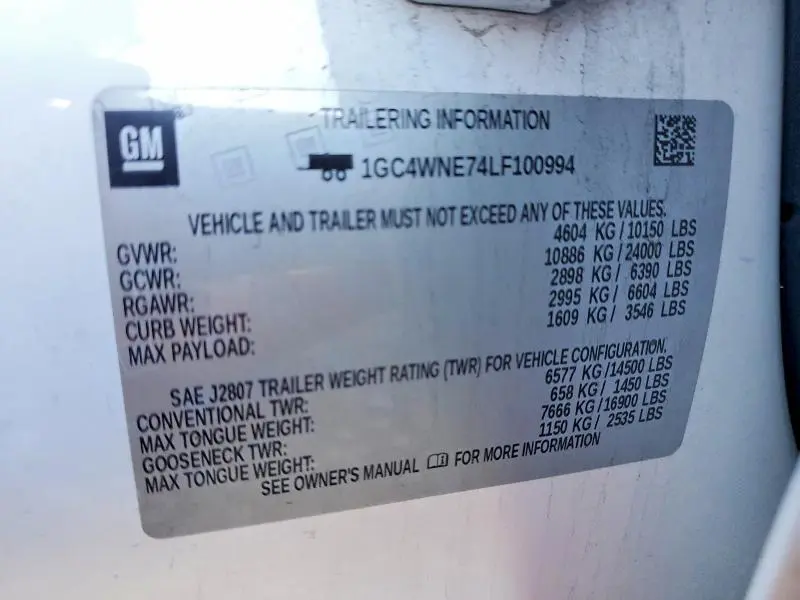 GM
TRAILERING INFORMATION
1GC4WNE74LF100994
VEHICLE AND TRAILER MUST NOT EXCEED ANY OF THESE VALUES.
GVWR: 4604 KG/10150 LBS
GCWR: 10886 KG/24000 LBS
RGAWR: 2898 KG/ 6390 LBS
CURB WEIGHT: 2995 KG/ 6604 LBS
MAX PAYLOAD: 1609 KG/ 3546 LBS
SAE J2807 TRAILER WEIGHT RATING (TWR) FOR VEHICLE CONFIGURATION.
CONVENTIONAL TWR: 6577 KG/14500 LBS
MAX TONGUE WEIGHT: 658 KG/ 1450 LBS
GOOSENECK TWR: 7666 KG/16900 LBS
MAX TONGUE WEIGHT: 1150 KG/ 2535 LBS
SEE OWNER'S MANUAL FOR MORE INFORMATION